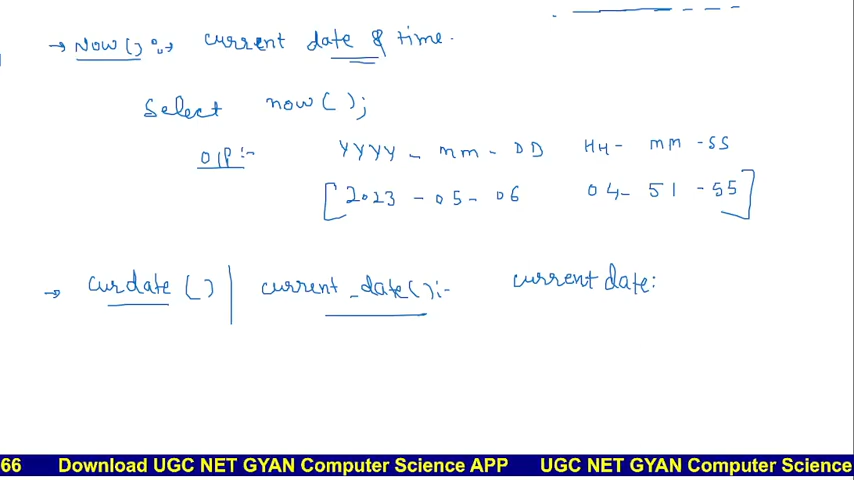 → NOW() :→ current date & time.
Select now();
O/P :- YYYY - MM - DD HH - MM - SS
[2023 - 05 - 06 04 - 51 - 55]
→ curdate () | current_date() :- current date:
66 Download UGC NET GYAN Computer Science APP UGC NET GYAN Computer Science